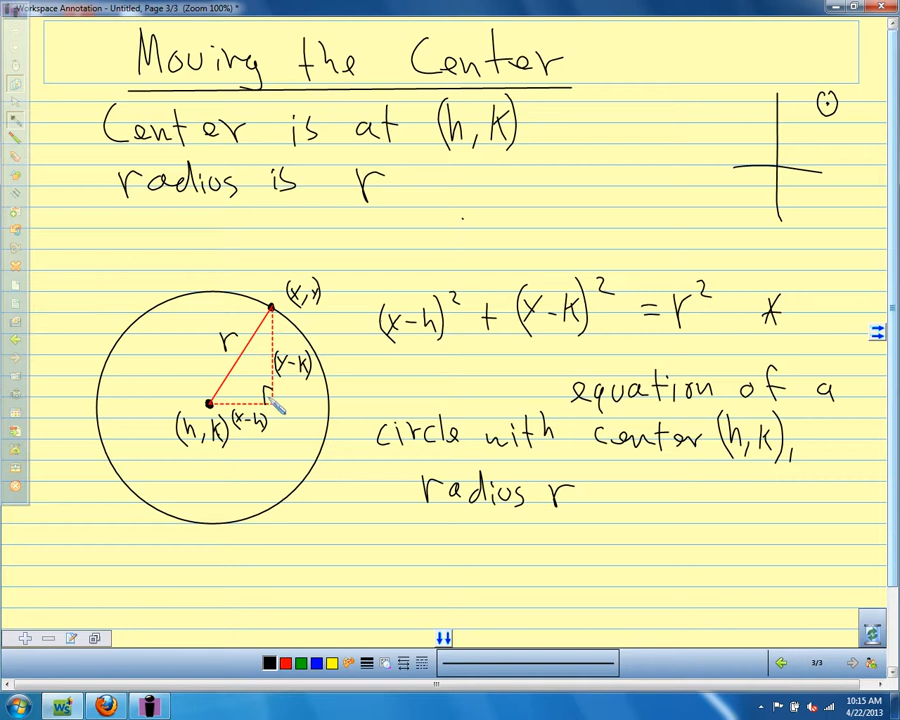 Workspace Annotation - Untitled, Page 3/3 (Zoom 100%) *
Moving the Center
Center is at (h, k)
radius is r
(x,y)
r
(y-k)
(h, k)
(x-h)
(x-h)² + (y-k)² = r² *
equation of a
circle with center (h, k),
radius r
3/3
10:15 AM
4/22/2013